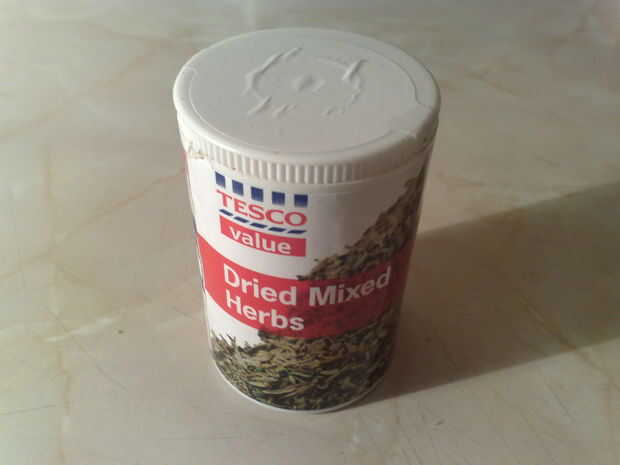 TESCO
value
Dried Mixed
Herbs